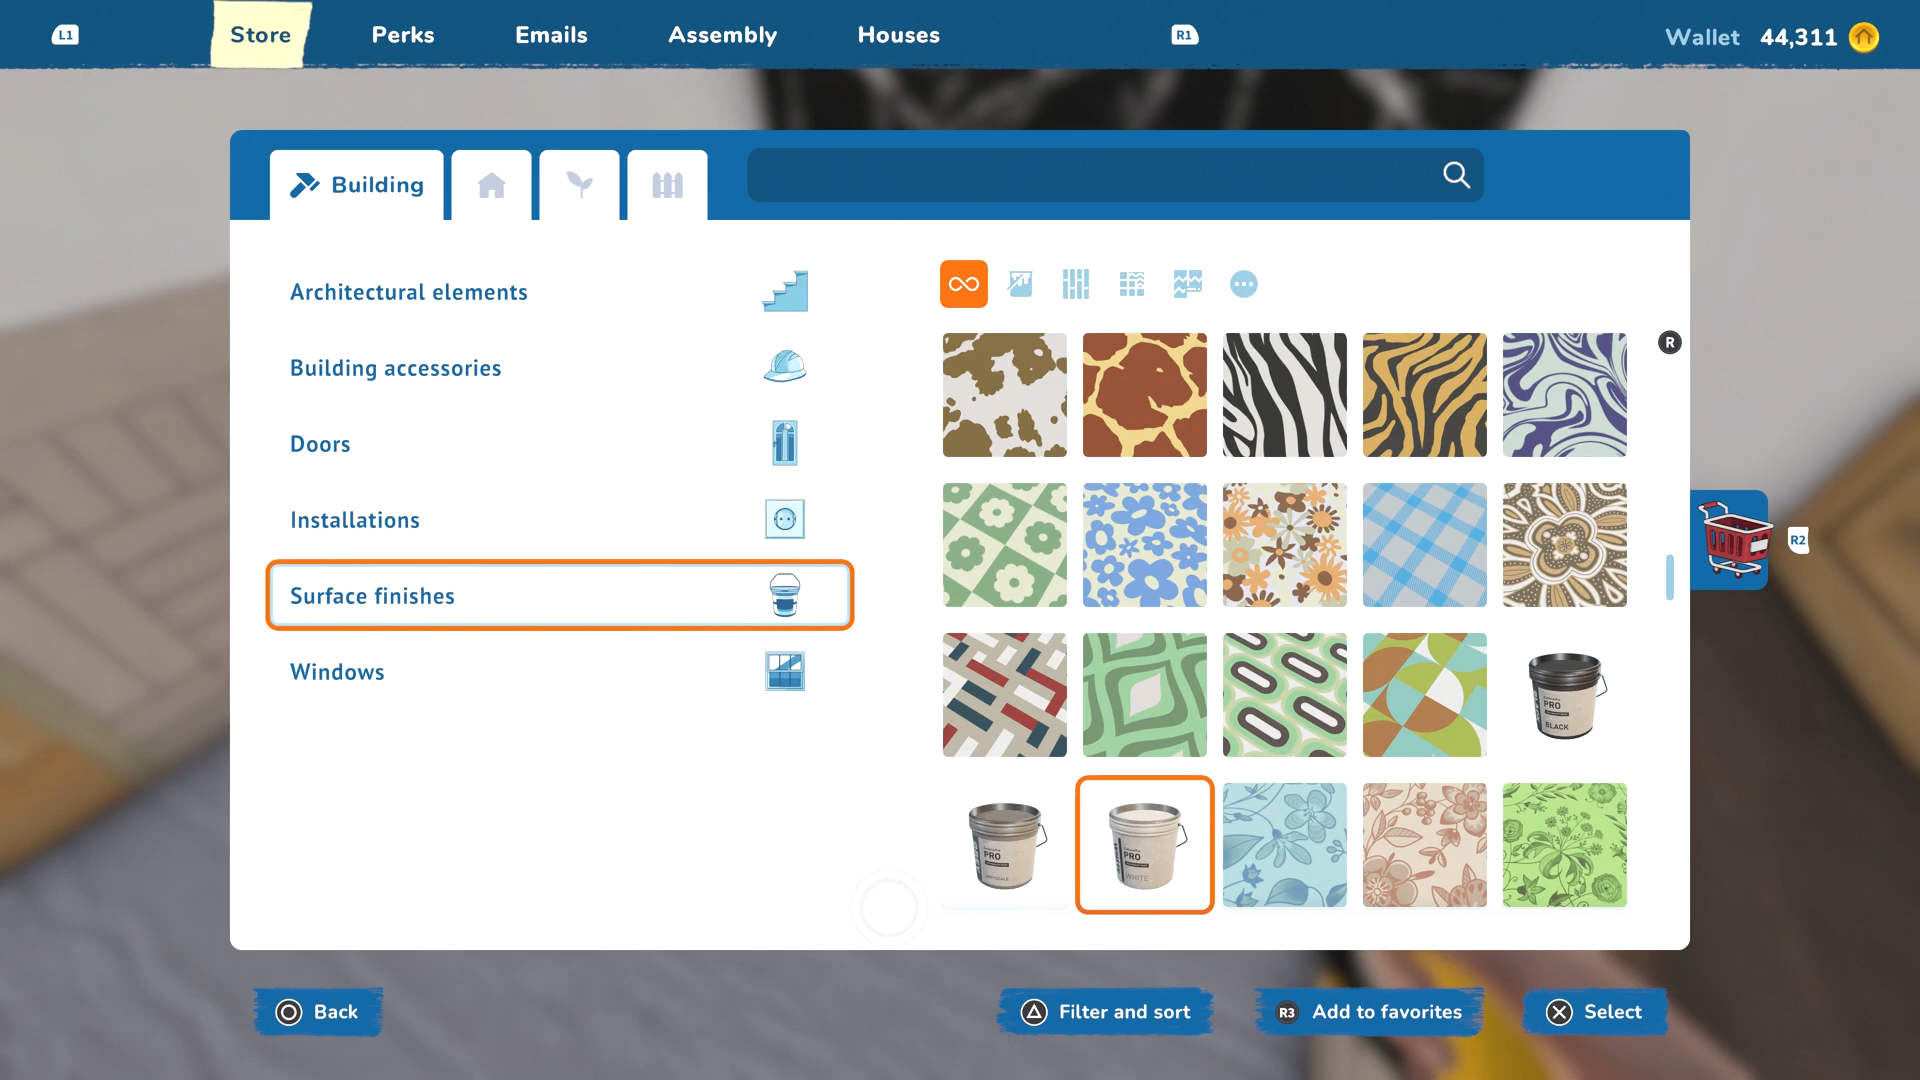 L1
Store
Perks
Emails
Assembly
Houses
R1
Wallet 44,311
Building
Architectural elements
Building accessories
Doors
Installations
Surface finishes
Windows
R
R2
PRO
BLACK
PRO
PRO
WHITE
Back
Filter and sort
R3 Add to favorites
Select